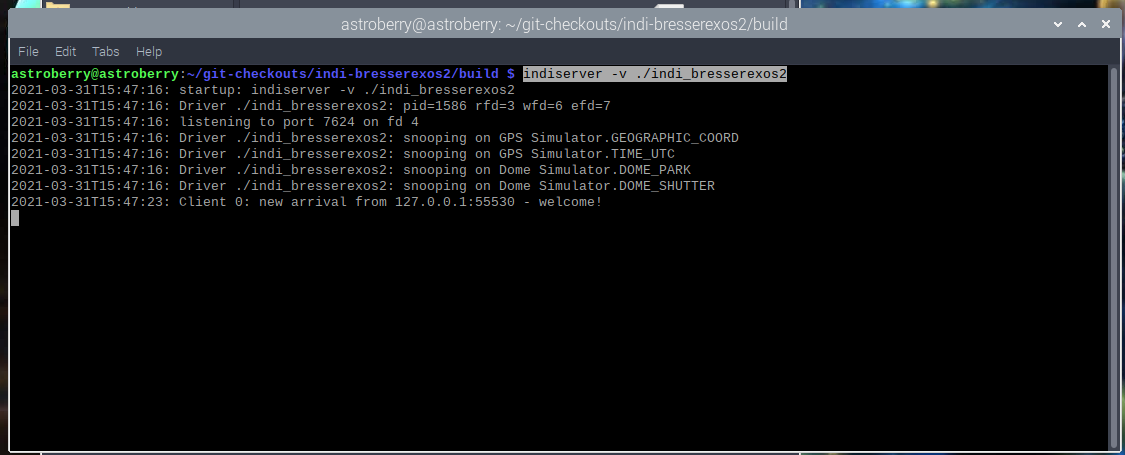 astroberry@astroberry: ~/git-checkouts/indi-bresserexos2/build
File Edit Tabs Help
astroberry@astroberry:~/git-checkouts/indi-bresserexos2/build $ indiserver -v ./indi_bresserexos2
2021-03-31T15:47:16: startup: indiserver -v ./indi_bresserexos2
2021-03-31T15:47:16: Driver ./indi_bresserexos2: pid=1586 rfd=3 wfd=6 efd=7
2021-03-31T15:47:16: listening to port 7624 on fd 4
2021-03-31T15:47:16: Driver ./indi_bresserexos2: snooping on GPS Simulator.GEOGRAPHIC_COORD
2021-03-31T15:47:16: Driver ./indi_bresserexos2: snooping on GPS Simulator.TIME_UTC
2021-03-31T15:47:16: Driver ./indi_bresserexos2: snooping on Dome Simulator.DOME_PARK
2021-03-31T15:47:16: Driver ./indi_bresserexos2: snooping on Dome Simulator.DOME_SHUTTER
2021-03-31T15:47:23: Client 0: new arrival from 127.0.0.1:55530 - welcome!